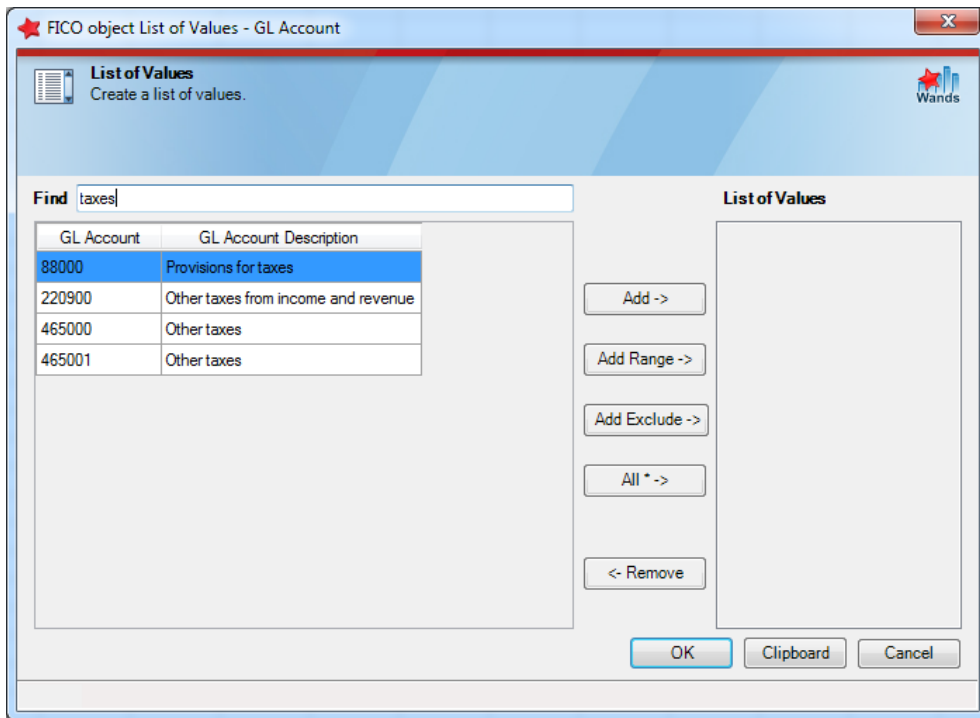 FICO object List of Values - GL Account
List of Values
Create a list of values.
Wands
Find taxes
List of Values
GL Account GL Account Description
88000 Provisions for taxes
220900 Other taxes from income and revenue
465000 Other taxes
465001 Other taxes
Add ->
Add Range ->
Add Exclude ->
All * ->
<- Remove
OK Clipboard Cancel